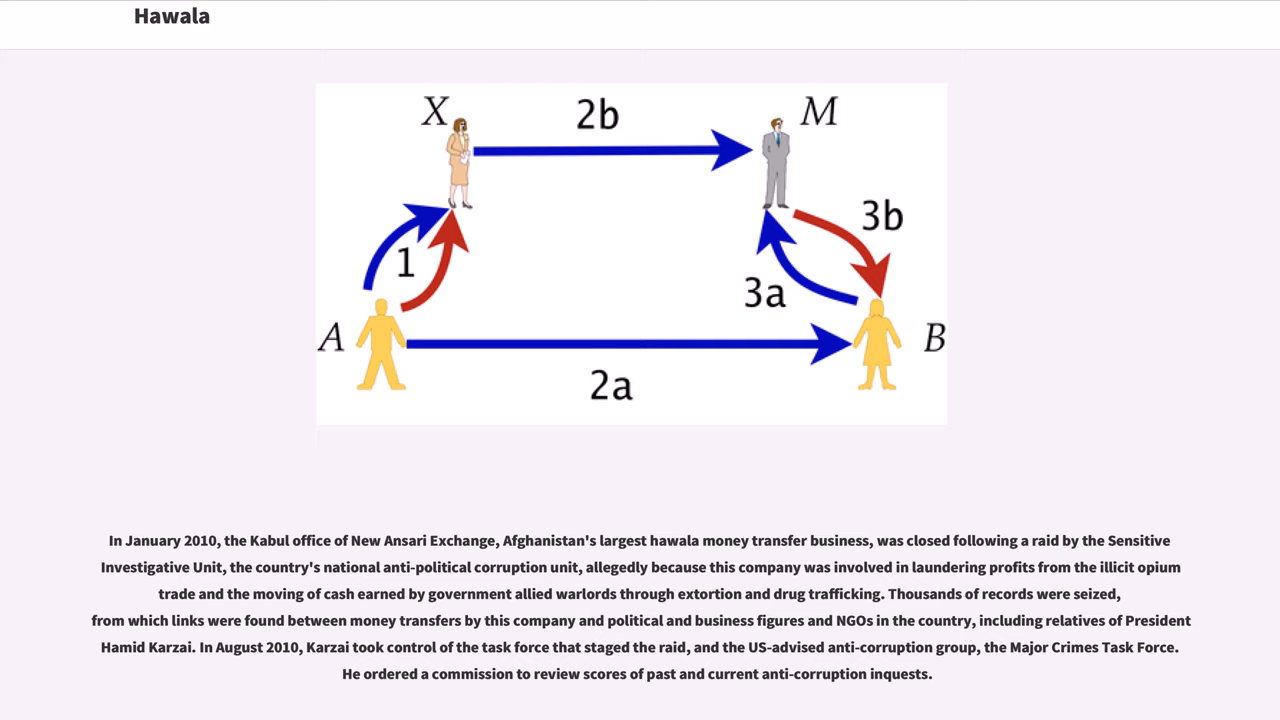 Hawala
X
2b
M
3b
1
3a
A
B
2a
In January 2010, the Kabul office of New Ansari Exchange, Afghanistan's largest hawala money transfer business, was closed following a raid by the Sensitive
Investigative Unit, the country's national anti-political corruption unit, allegedly because this company was involved in laundering profits from the illicit opium
trade and the moving of cash earned by government allied warlords through extortion and drug trafficking. Thousands of records were seized,
from which links were found between money transfers by this company and political and business figures and NGOs in the country, including relatives of President
Hamid Karzai. In August 2010, Karzai took control of the task force that staged the raid, and the US-advised anti-corruption group, the Major Crimes Task Force.
He ordered a commission to review scores of past and current anti-corruption inquests.